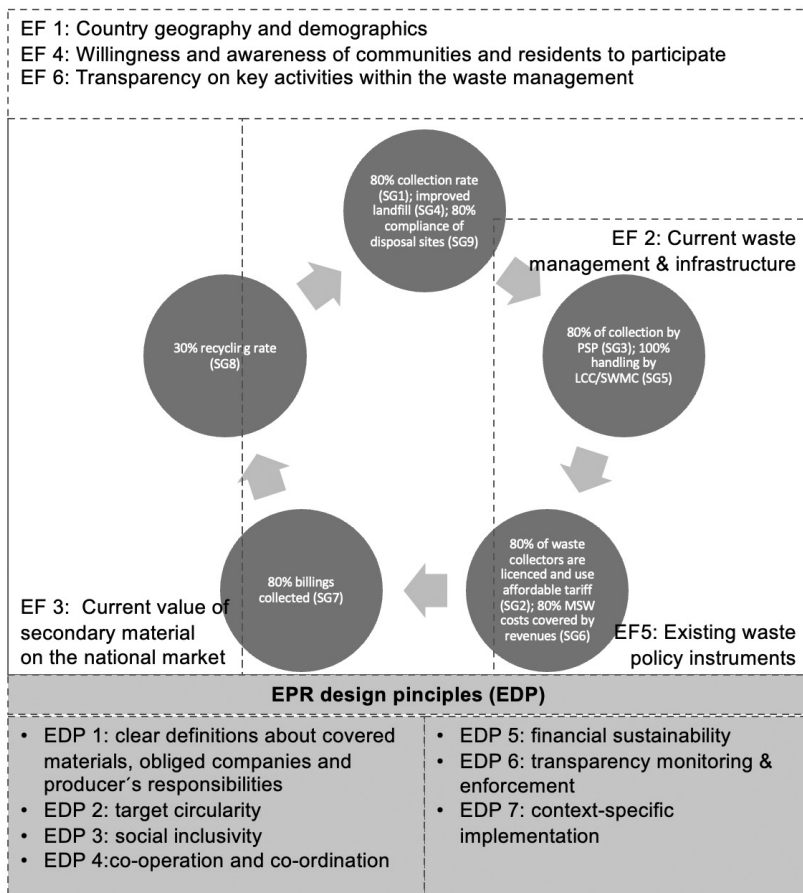 EF 1: Country geography and demographics
EF 4: Willingness and awareness of communities and residents to participate
EF 6: Transparency on key activities within the waste management
80% collection rate
(SG1); improved
landfill (SG4); 80%
compliance of
disposal sites (SG9)
EF 2: Current waste
management & infrastructure
80% of collection by
PSP (SG3); 100%
handling by
LCC/SWMC (SG5)
30% recycling rate
(SG8)
80% of waste
collectors are
licenced and use
affordable tariff
(SG2); 80% MSW
costs covered by
revenues (SG6)
80% billings
collected (SG7)
EF 3: Current value of
secondary material
on the national market
EF5: Existing waste
policy instruments
EPR design pinciples (EDP)
• EDP 1: clear definitions about covered
materials, obliged companies and
producer´s responsibilities
• EDP 2: target circularity
• EDP 3: social inclusivity
• EDP 4:co-operation and co-ordination
• EDP 5: financial sustainability
• EDP 6: transparency monitoring &
enforcement
• EDP 7: context-specific
implementation